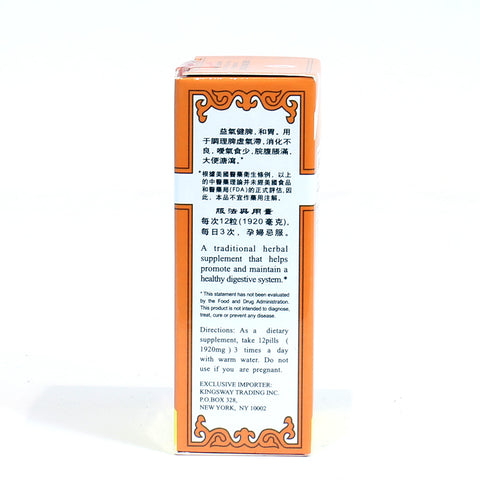 益氣健脾,和胃。用
于調理脾虛氣滯,消化不
良,噯氣食少,脘腹脹滿,
大便溏瀉。*
*根據美國醫藥衛生條例,以上
的中醫藥理論并未經美國食品
和醫藥局(FDA)的正式評估,因
此,本品不宜作藥用注解。
服法與用量
每次12粒(1920毫克)。
每日3次,孕婦忌服。
A traditional herbal
supplement that helps
promote and maintain a
healthy digestive system.*
* This statement has not been evaluated
by the Food and Drug Administration.
This product is not intended to diagnose,
treat, cure or prevent any disease.
Directions: As a dietary
supplement, take 12pills (
1920mg ) 3 times a day
with warm water. Do not
use if you are pregnant.
EXCLUSIVE IMPORTER:
KINGSWAY TRADING INC.
P.O.BOX 328,
NEW YORK, NY 10002